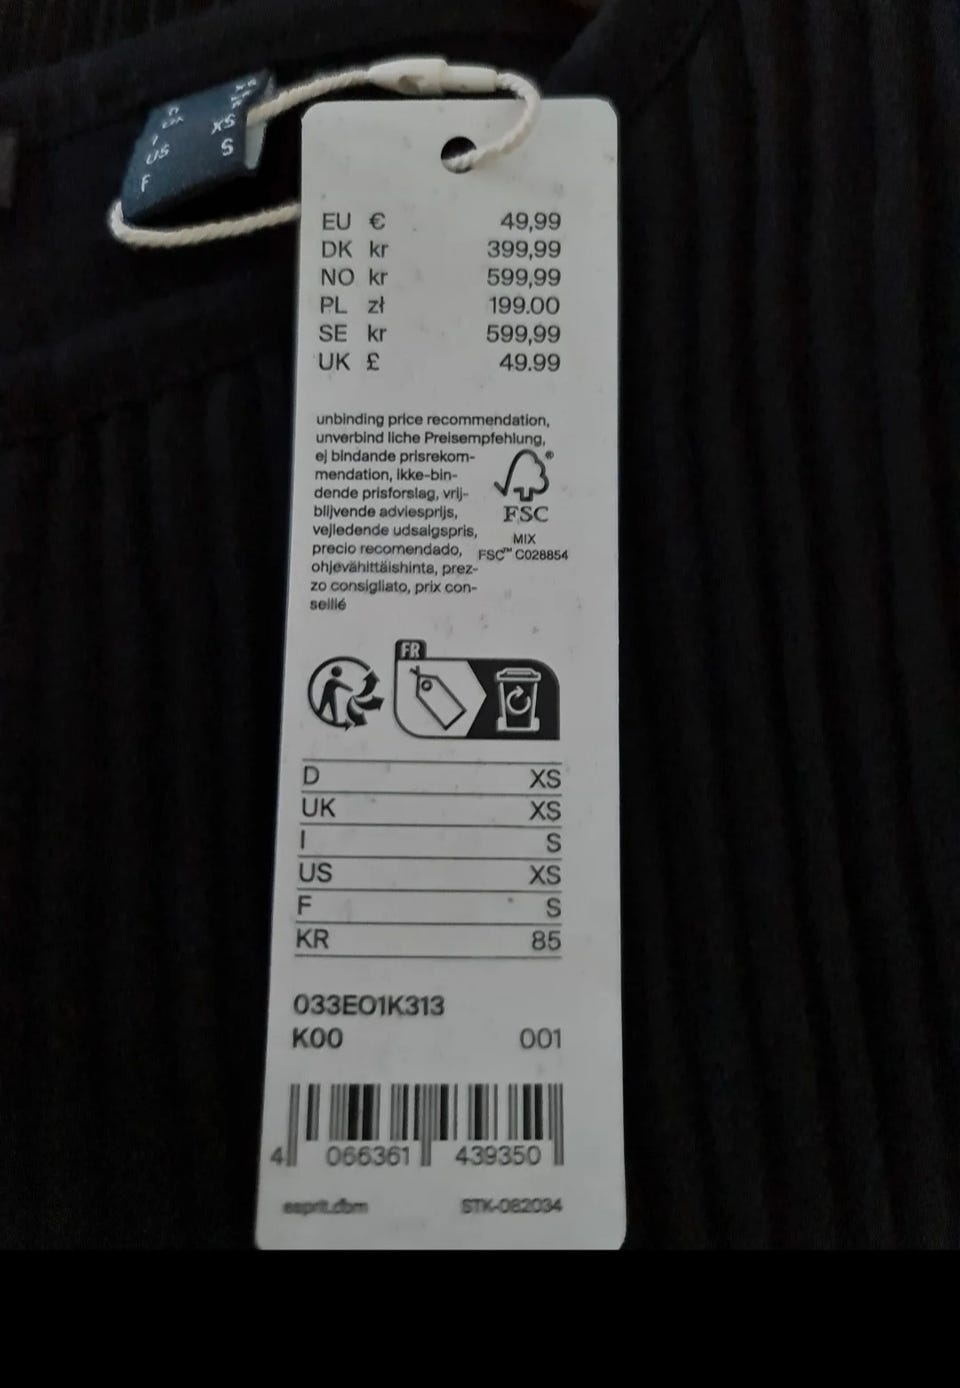 XS
US S
F
EU € 49,99
DK kr 399,99
NO kr 599,99
PL zł 199.00
SE kr 599,99
UK £ 49.99
unbinding price recommendation,
unverbind liche Preisempfehlung,
ej bindande prisrekom-
mendation, ikke-bin-
dende prisforslag, vrij-
blijvende adviesprijs,
vejledende udsalgspris,
precio recomendado,
ohjevähittäishinta, prez-
zo consigliato, prix con-
seillé
®
FSC
MIX
FSC™ C028854
FR
D XS
UK XS
I S
US XS
F S
KR 85
033EO1K313
K00 001
4 066361 439350
esprit.com STK-082034